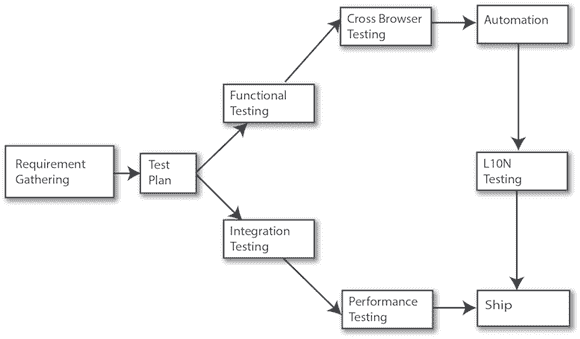 Cross Browser
Testing
Automation
Functional
Testing
Requirement
Gathering
Test
Plan
L10N
Testing
Integration
Testing
Performance
Testing
Ship